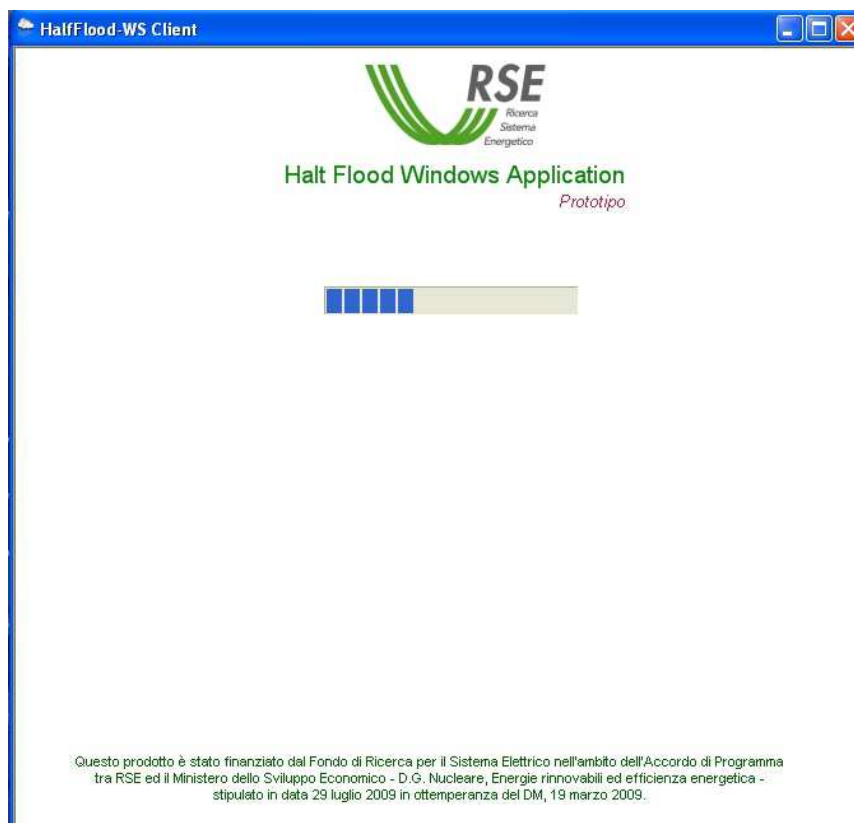 HalfFlood-WS Client
RSE
Ricerca
Sistema
Energetico
Halt Flood Windows Application
Prototipo
Questo prodotto è stato finanziato dal Fondo di Ricerca per il Sistema Elettrico nell'ambito dell'Accordo di Programma
tra RSE ed il Ministero dello Sviluppo Economico - D.G. Nucleare, Energie rinnovabili ed efficienza energetica -
stipulato in data 29 luglio 2009 in ottemperanza del DM, 19 marzo 2009.